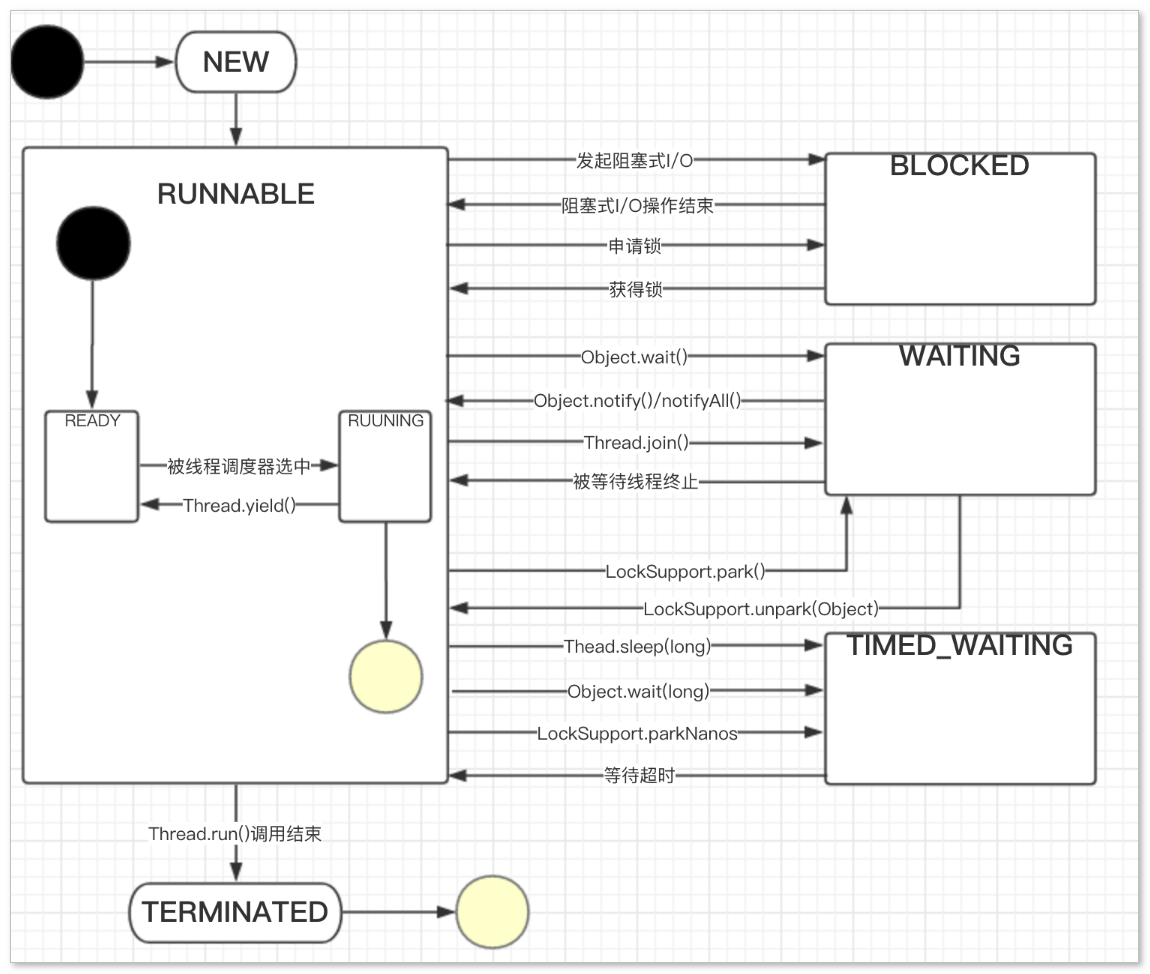 NEW
RUNNABLE
发起阻塞式I/O
BLOCKED
阻塞式I/O操作结束
申请锁
获得锁
Object.wait()
WAITING
Object.notify()/notifyAll()
READY
RUUNING
Thread.join()
被线程调度器选中
被等待线程终止
Thread.yield()
LockSupport.park()
LockSupport.unpark(Object)
Thead.sleep(long)
TIMED_WAITING
Object.wait(long)
LockSupport.parkNanos
等待超时
Thread.run()调用结束
TERMINATED